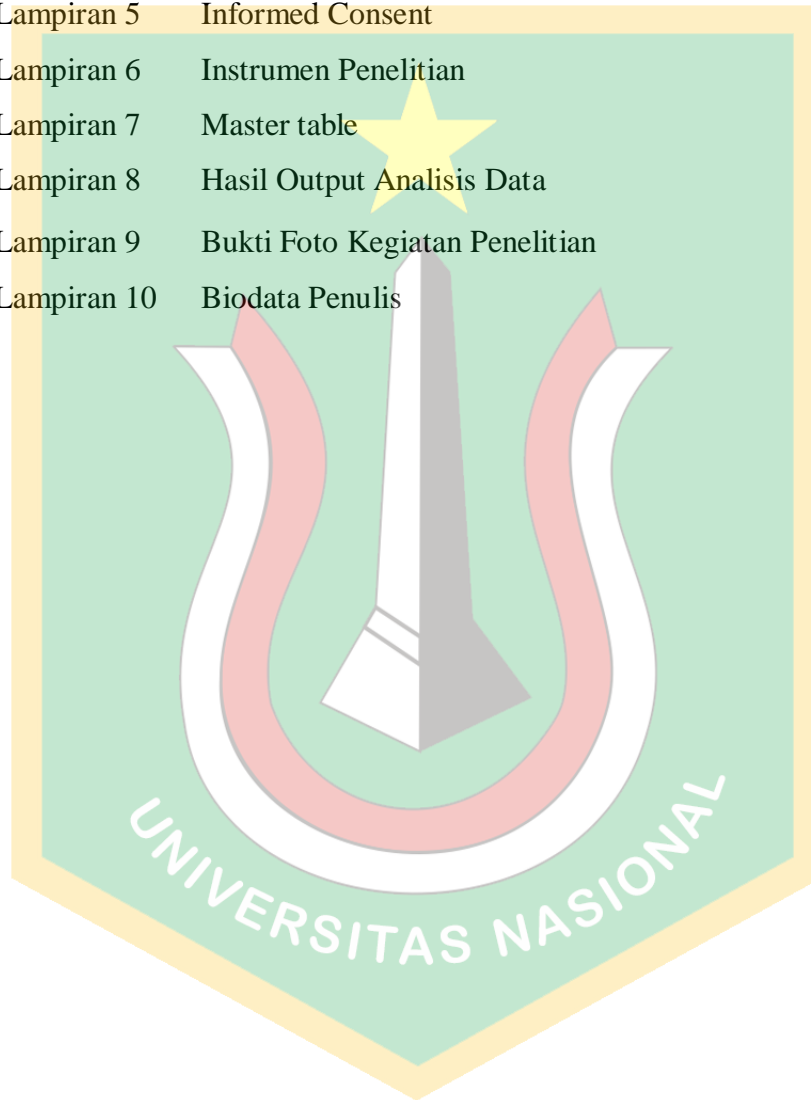 Lampiran 5 Informed Consent
Lampiran 6 Instrumen Penelitian
Lampiran 7 Master table
Lampiran 8 Hasil Output Analisis Data
Lampiran 9 Bukti Foto Kegiatan Penelitian
Lampiran 10 Biodata Penulis
UNIVERSITAS NASIONAL